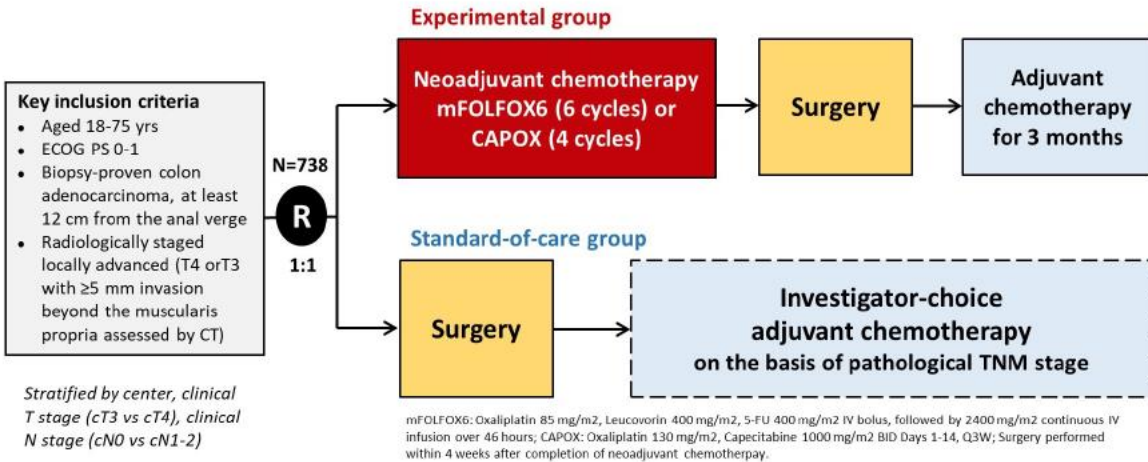 Experimental group
Key inclusion criteria
• Aged 18-75 yrs
• ECOG PS 0-1
• Biopsy-proven colon
adenocarcinoma, at least
12 cm from the anal verge
• Radiologically staged
locally advanced (T4 orT3
with ≥5 mm invasion
beyond the muscularis
propria assessed by CT)
Stratified by center, clinical
T stage (cT3 vs cT4), clinical
N stage (cN0 vs cN1-2)
N=738
R
1:1
Neoadjuvant chemotherapy
mFOLFOX6 (6 cycles) or
CAPOX (4 cycles)
Surgery
Adjuvant
chemotherapy
for 3 months
Standard-of-care group
Surgery
Investigator-choice
adjuvant chemotherapy
on the basis of pathological TNM stage
mFOLFOX6: Oxaliplatin 85 mg/m2, Leucovorin 400 mg/m2, 5-FU 400 mg/m2 IV bolus, followed by 2400 mg/m2 continuous IV
infusion over 46 hours; CAPOX: Oxaliplatin 130 mg/m2, Capecitabine 1000 mg/m2 BID Days 1-14, Q3W; Surgery performed
within 4 weeks after completion of neoadjuvant chemotherpay.